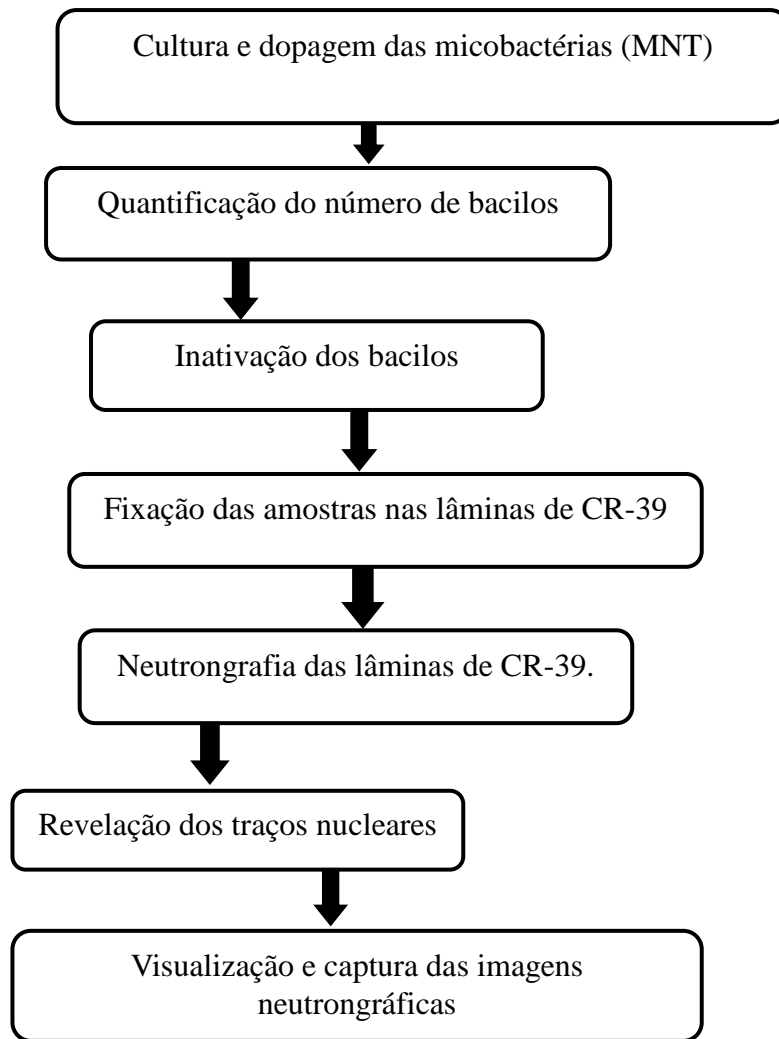 Cultura e dopagem das micobactérias (MNT)
Quantificação do número de bacilos
Inativação dos bacilos
Fixação das amostras nas lâminas de CR-39
Neutrongrafia das lâminas de CR-39.
Revelação dos traços nucleares
Visualização e captura das imagens
neutrongráficas